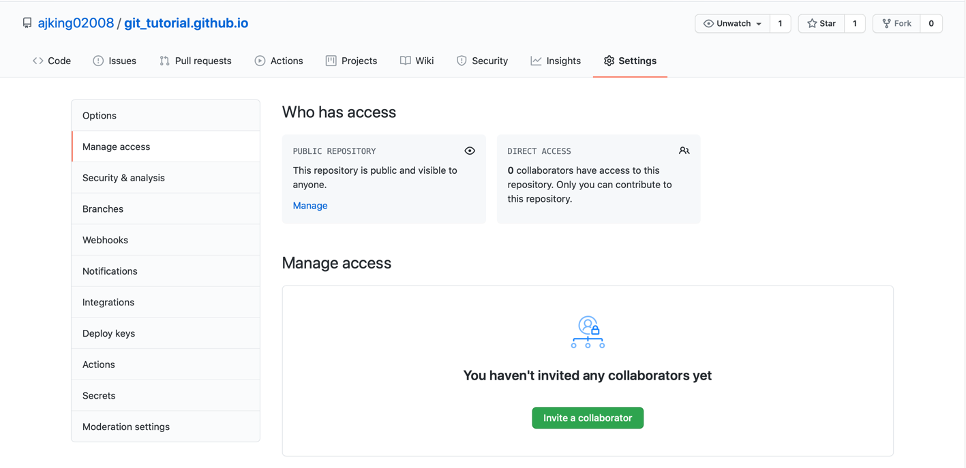 ajking02008 / git_tutorial.github.io
Unwatch 1 Star 1 Fork 0
Code Issues Pull requests Actions Projects Wiki Security Insights Settings
Options
Manage access
Security & analysis
Branches
Webhooks
Notifications
Integrations
Deploy keys
Actions
Secrets
Moderation settings
Who has access
PUBLIC REPOSITORY
This repository is public and visible to
anyone.
Manage
DIRECT ACCESS
0 collaborators have access to this
repository. Only you can contribute to
this repository.
Manage access
You haven't invited any collaborators yet
Invite a collaborator